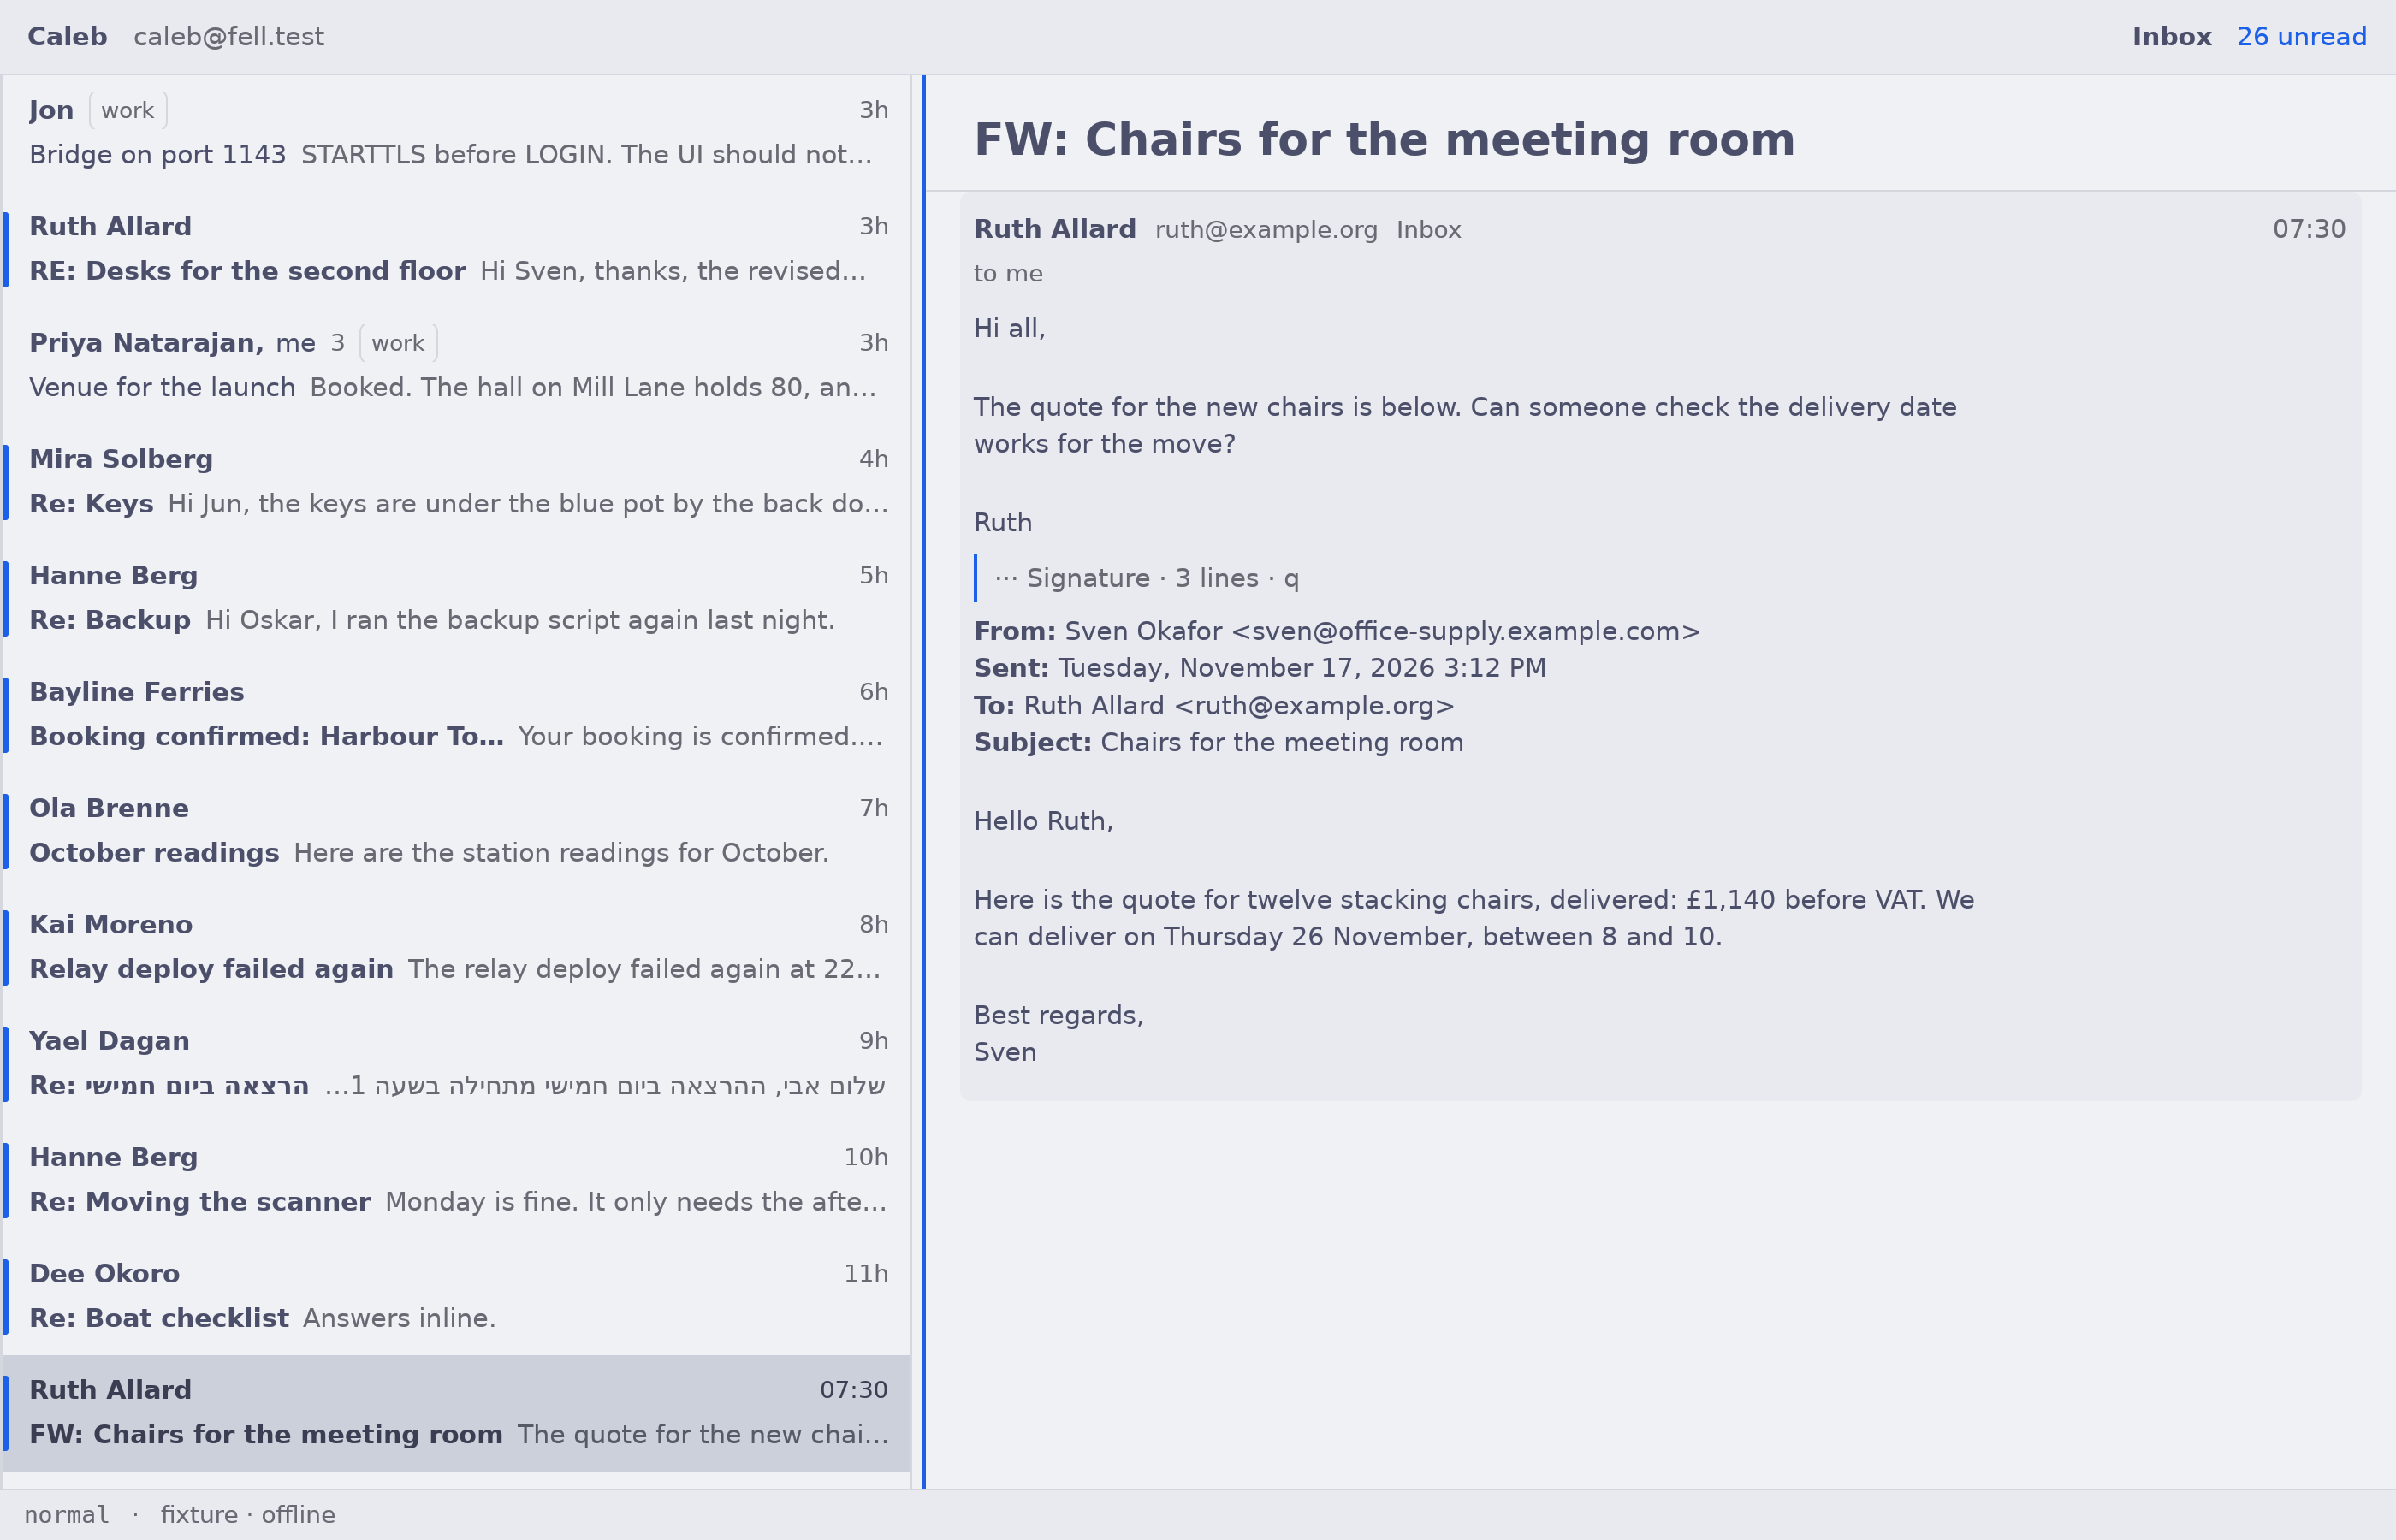 Caleb caleb@fell.test
Inbox 26 unread
Jon work 3h
Bridge on port 1143 STARTTLS before LOGIN. The UI should not…
Ruth Allard 3h
RE: Desks for the second floor Hi Sven, thanks, the revised…
Priya Natarajan, me 3 work 3h
Venue for the launch Booked. The hall on Mill Lane holds 80, an…
Mira Solberg 4h
Re: Keys Hi Jun, the keys are under the blue pot by the back do…
Hanne Berg 5h
Re: Backup Hi Oskar, I ran the backup script again last night.
Bayline Ferries 6h
Booking confirmed: Harbour To… Your booking is confirmed.…
Ola Brenne 7h
October readings Here are the station readings for October.
Kai Moreno 8h
Relay deploy failed again The relay deploy failed again at 22…
Yael Dagan 9h
Re: הרצאה ביום חמישי שלום אבי, ההרצאה ביום חמישי מתחילה בשעה 1…
Hanne Berg 10h
Re: Moving the scanner Monday is fine. It only needs the afte…
Dee Okoro 11h
Re: Boat checklist Answers inline.
Ruth Allard 07:30
FW: Chairs for the meeting room The quote for the new chai…
FW: Chairs for the meeting room
Ruth Allard ruth@example.org Inbox 07:30
to me
Hi all,
The quote for the new chairs is below. Can someone check the delivery date
works for the move?
Ruth
··· Signature · 3 lines · q
From: Sven Okafor <sven@office-supply.example.com>
Sent: Tuesday, November 17, 2026 3:12 PM
To: Ruth Allard <ruth@example.org>
Subject: Chairs for the meeting room
Hello Ruth,
Here is the quote for twelve stacking chairs, delivered: £1,140 before VAT. We
can deliver on Thursday 26 November, between 8 and 10.
Best regards,
Sven
normal · fixture · offline